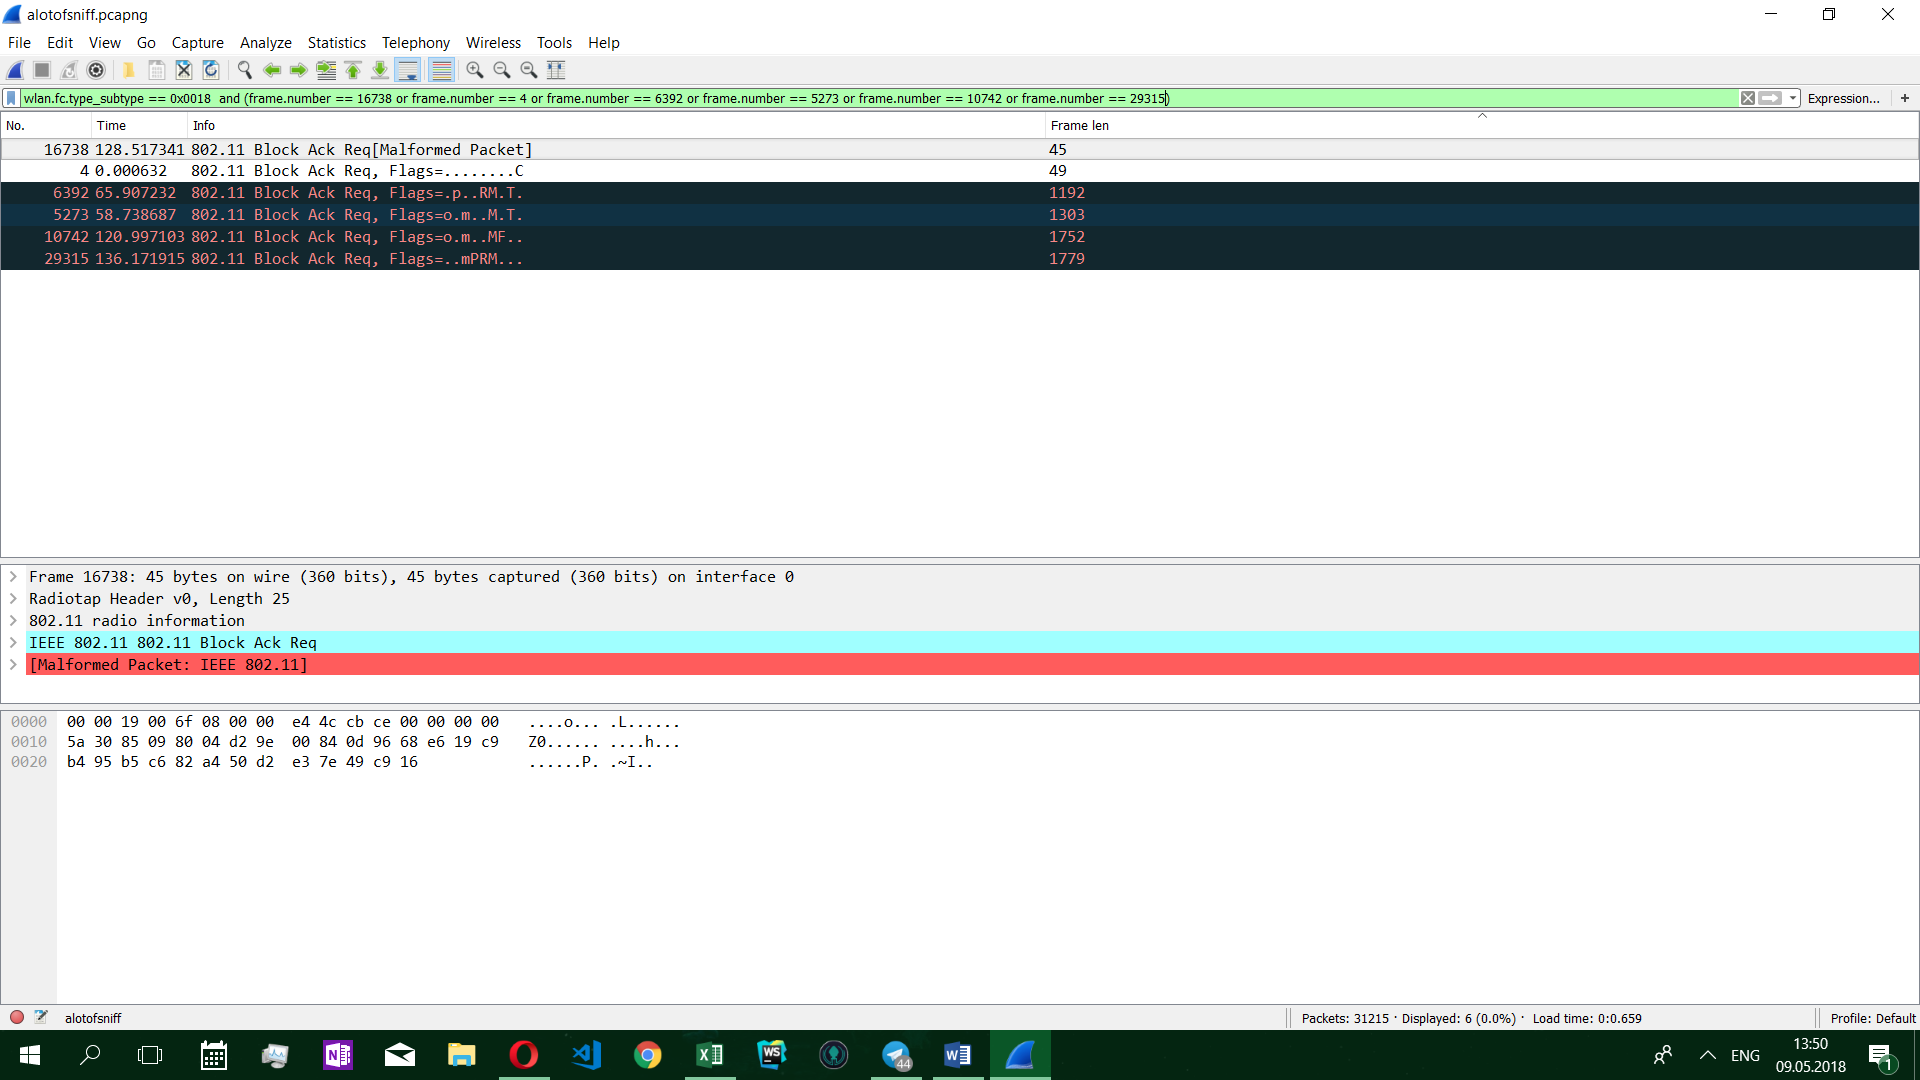 alotofsniff.pcapng
File Edit View Go Capture Analyze Statistics Telephony Wireless Tools Help
wlan.fc.type_subtype == 0x0018  and (frame.number == 16738 or frame.number == 4 or frame.number == 6392 or frame.number == 5273 or frame.number == 10742 or frame.number == 29315) Expression... +
No. Time Info Frame len
16738 128.517341 802.11 Block Ack Req[Malformed Packet] 45
4 0.000632 802.11 Block Ack Req, Flags=........C 49
6392 65.907232 802.11 Block Ack Req, Flags=.p..RM.T. 1192
5273 58.738687 802.11 Block Ack Req, Flags=o.m..M.T. 1303
10742 120.997103 802.11 Block Ack Req, Flags=o.m..MF.. 1752
29315 136.171915 802.11 Block Ack Req, Flags=..mPRM... 1779
Frame 16738: 45 bytes on wire (360 bits), 45 bytes captured (360 bits) on interface 0
Radiotap Header v0, Length 25
802.11 radio information
IEEE 802.11 802.11 Block Ack Req
[Malformed Packet: IEEE 802.11]
0000 00 00 19 00 6f 08 00 00 e4 4c cb ce 00 00 00 00 ....o... .L......
0010 5a 30 85 09 80 04 d2 9e 00 84 0d 96 68 e6 19 c9 Z0...... ....h...
0020 b4 95 b5 c6 82 a4 50 d2 e3 7e 49 c9 16 ......P. .~I..
alotofsniff Packets: 31215 · Displayed: 6 (0.0%) · Load time: 0:0.659 Profile: Default
N WS 44 ENG 13:50
09.05.2018 1